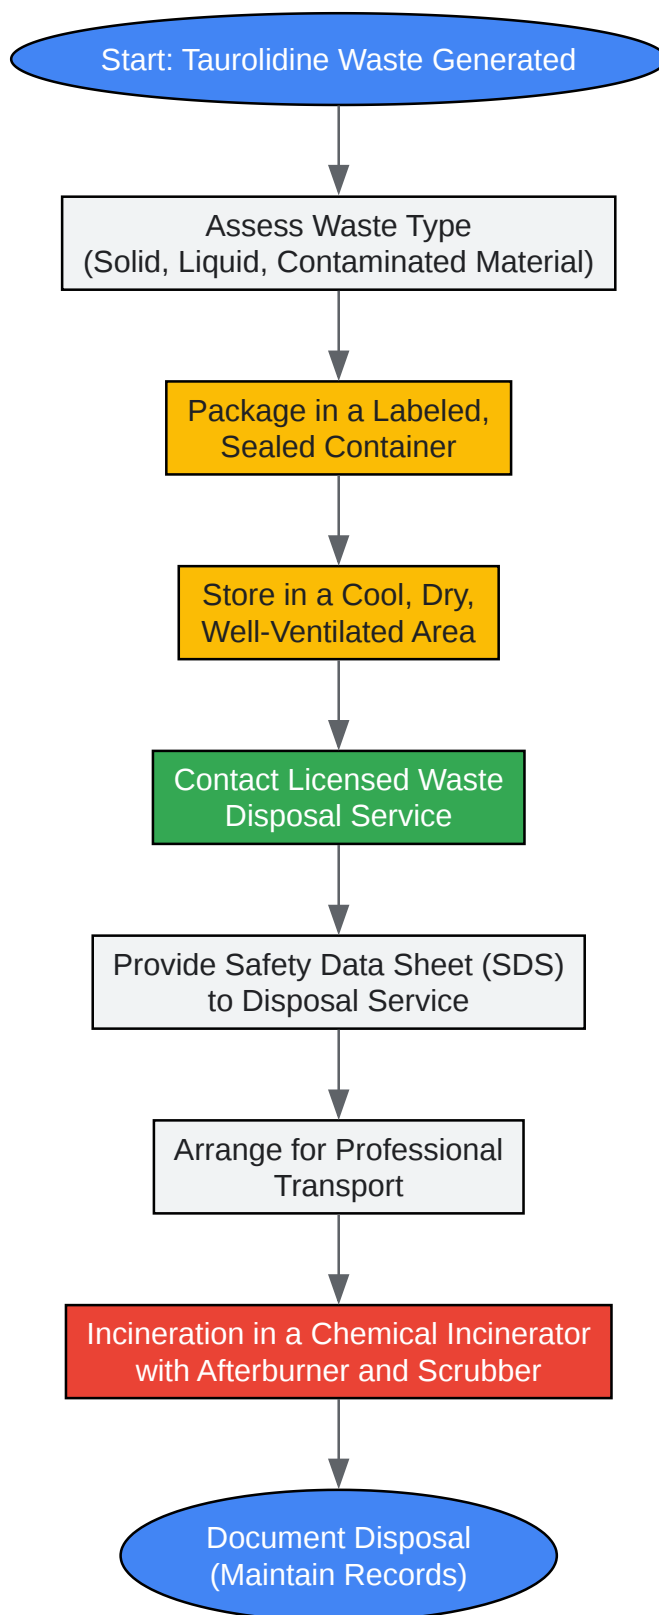 Start: Taurolidine Waste Generated
Assess Waste Type
(Solid, Liquid, Contaminated Material)
Package in a Labeled,
Sealed Container
Store in a Cool, Dry,
Well-Ventilated Area
Contact Licensed Waste
Disposal Service
Provide Safety Data Sheet (SDS)
to Disposal Service
Arrange for Professional
Transport
Incineration in a Chemical Incinerator
with Afterburner and Scrubber
Document Disposal
(Maintain Records)